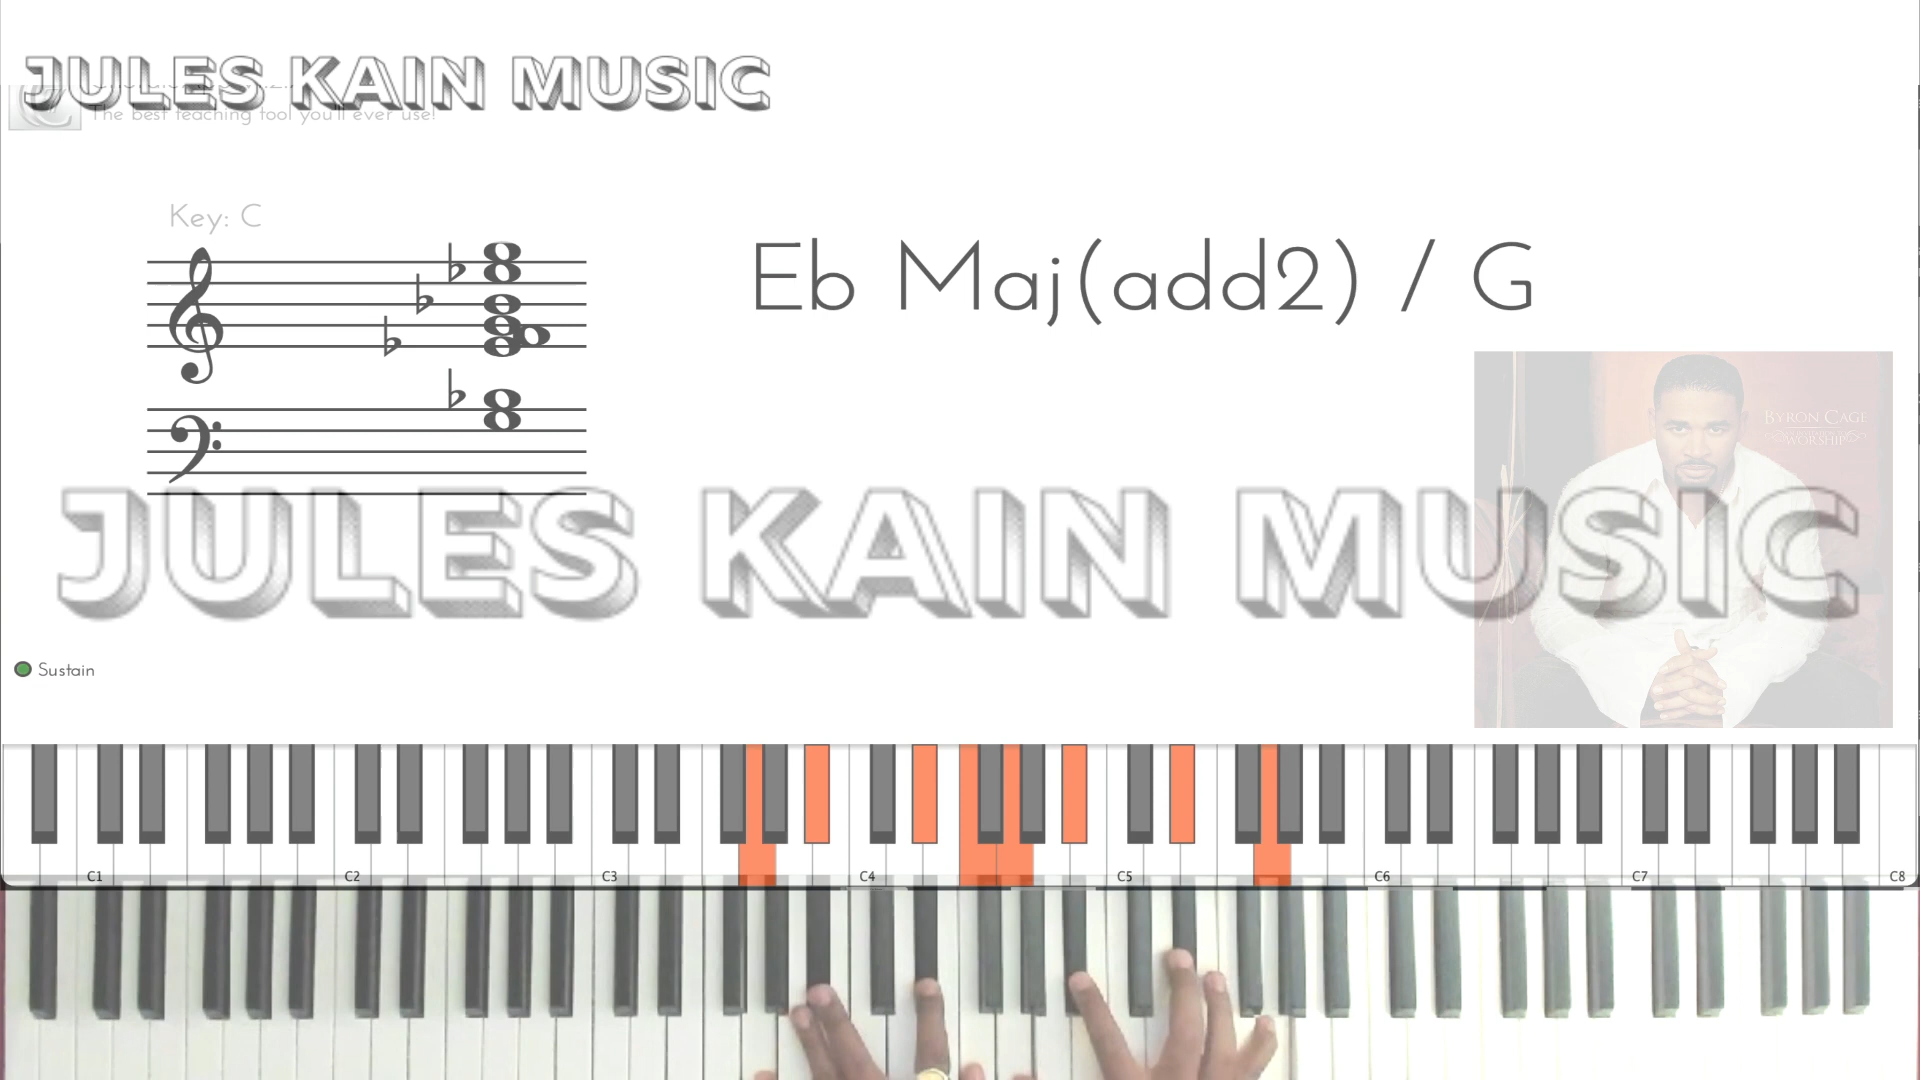 JULES KAIN MUSIC
The best teaching tool you'll ever use!
Key: C
Eb Maj(add2) / G
BYRON CAGE
WORSHIP
JULES KAIN MUSIC
Sustain
C1 C2 C3 C4 C5 C6 C7 C8